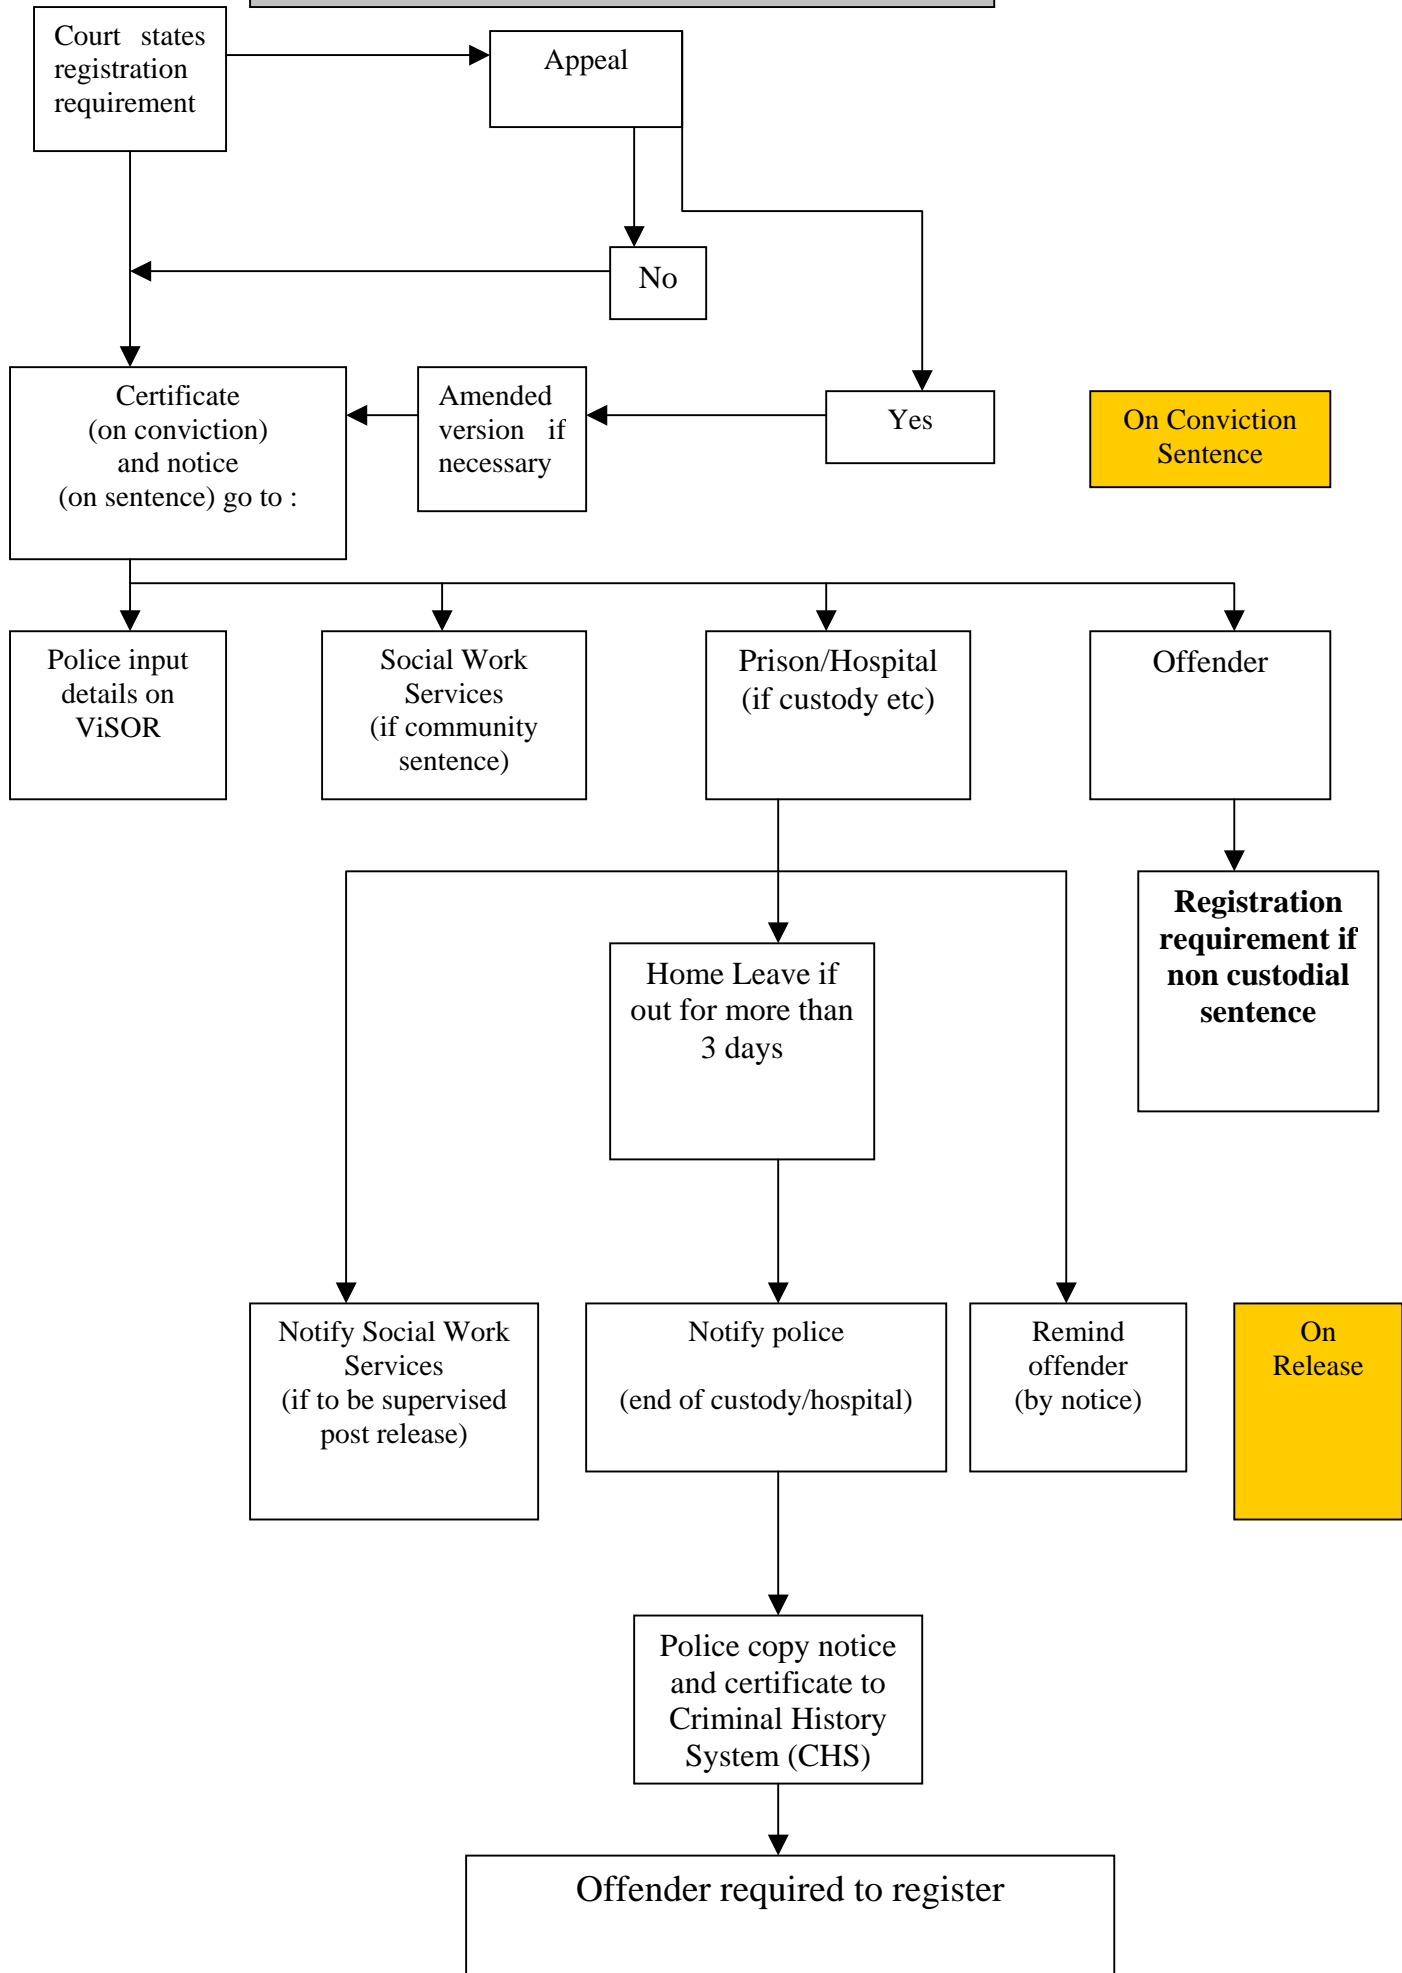 Court states
registration
requirement
Appeal
No
Certificate
(on conviction)
and notice
(on sentence) go to :
Amended
version if
necessary
Yes
On Conviction
Sentence
Police input
details on
ViSOR
Social Work
Services
(if community
sentence)
Prison/Hospital
(if custody etc)
Offender
Registration
requirement if
non custodial
sentence
Home Leave if
out for more than
3 days
Notify Social Work
Services
(if to be supervised
post release)
Notify police
(end of custody/hospital)
Remind
offender
(by notice)
On
Release
Police copy notice
and certificate to
Criminal History
System (CHS)
Offender required to register